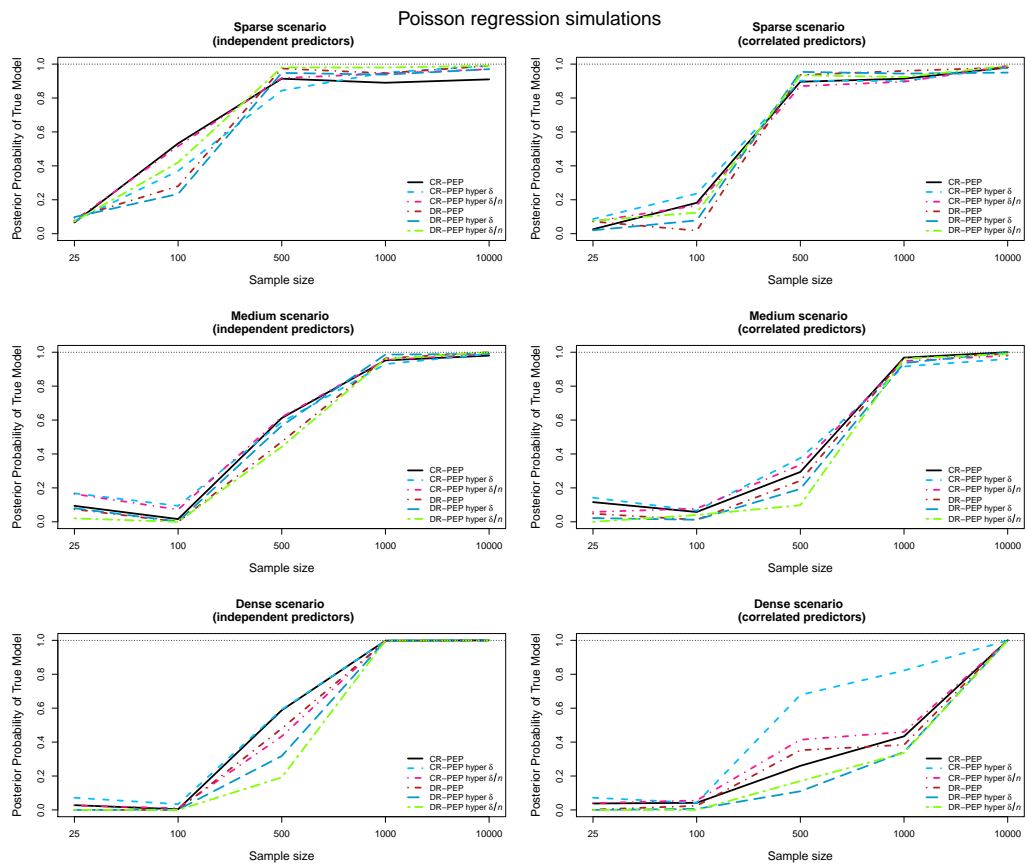 Poisson regression simulations
Sparse scenario
(independent predictors)
Posterior Probability of True Model
0.0 0.2 0.4 0.6 0.8 1.0
CR−PEP
CR−PEP hyper δ
CR−PEP hyper δ/n
DR−PEP
DR−PEP hyper δ
DR−PEP hyper δ/n
25 100 500 1000 10000
Sample size
Sparse scenario
(correlated predictors)
Posterior Probability of True Model
0.0 0.2 0.4 0.6 0.8 1.0
CR−PEP
CR−PEP hyper δ
CR−PEP hyper δ/n
DR−PEP
DR−PEP hyper δ
DR−PEP hyper δ/n
25 100 500 1000 10000
Sample size
Medium scenario
(independent predictors)
Posterior Probability of True Model
0.0 0.2 0.4 0.6 0.8 1.0
CR−PEP
CR−PEP hyper δ
CR−PEP hyper δ/n
DR−PEP
DR−PEP hyper δ
DR−PEP hyper δ/n
25 100 500 1000 10000
Sample size
Medium scenario
(correlated predictors)
Posterior Probability of True Model
0.0 0.2 0.4 0.6 0.8 1.0
CR−PEP
CR−PEP hyper δ
CR−PEP hyper δ/n
DR−PEP
DR−PEP hyper δ
DR−PEP hyper δ/n
25 100 500 1000 10000
Sample size
Dense scenario
(independent predictors)
Posterior Probability of True Model
0.0 0.2 0.4 0.6 0.8 1.0
CR−PEP
CR−PEP hyper δ
CR−PEP hyper δ/n
DR−PEP
DR−PEP hyper δ
DR−PEP hyper δ/n
25 100 500 1000 10000
Sample size
Dense scenario
(correlated predictors)
Posterior Probability of True Model
0.0 0.2 0.4 0.6 0.8 1.0
CR−PEP
CR−PEP hyper δ
CR−PEP hyper δ/n
DR−PEP
DR−PEP hyper δ
DR−PEP hyper δ/n
25 100 500 1000 10000
Sample size